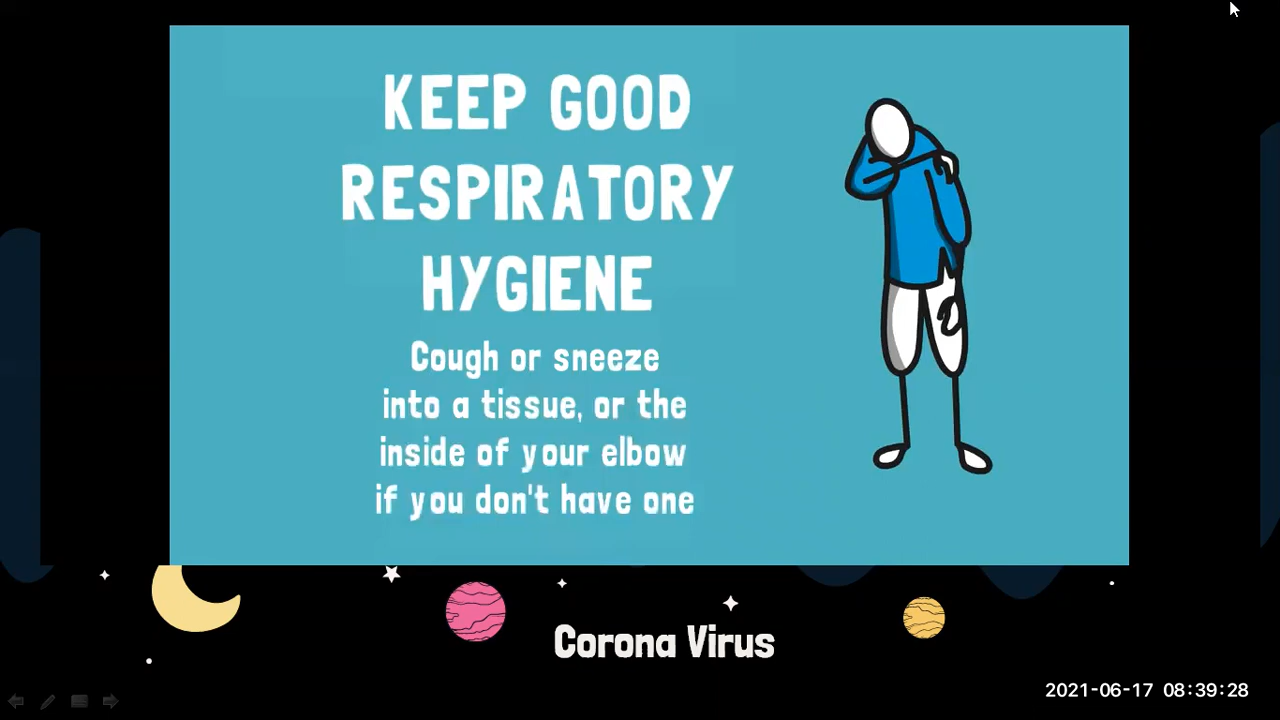 KEEP GOOD
RESPIRATORY
HYGIENE
Cough or sneeze
into a tissue, or the
inside of your elbow
if you don't have one
Corona Virus
2021-06-17 08:39:28